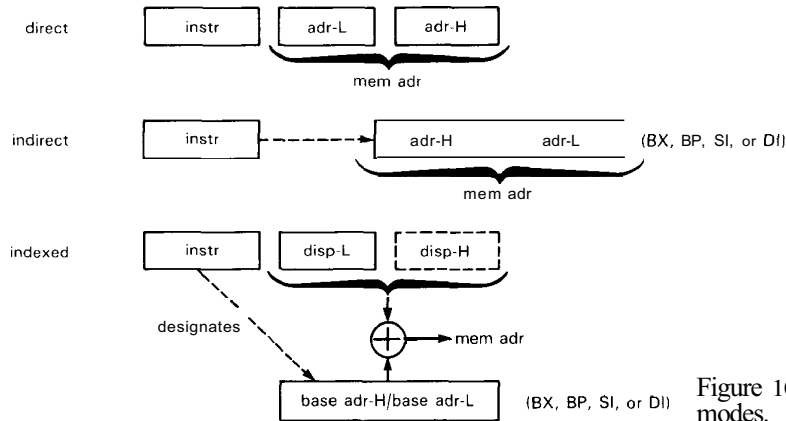 direct instr adr-L adr-H
mem adr
indirect instr adr-H adr-L (BX, BP, SI, or DI)
mem adr
indexed instr disp-L disp-H
designates
+ mem adr
base adr-H/base adr-L (BX, BP, SI, or DI)
Figure
modes.